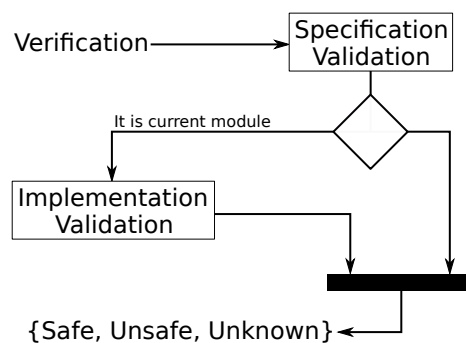 Verification
Specification
Validation
It is current module
Implementation
Validation
{Safe, Unsafe, Unknown}